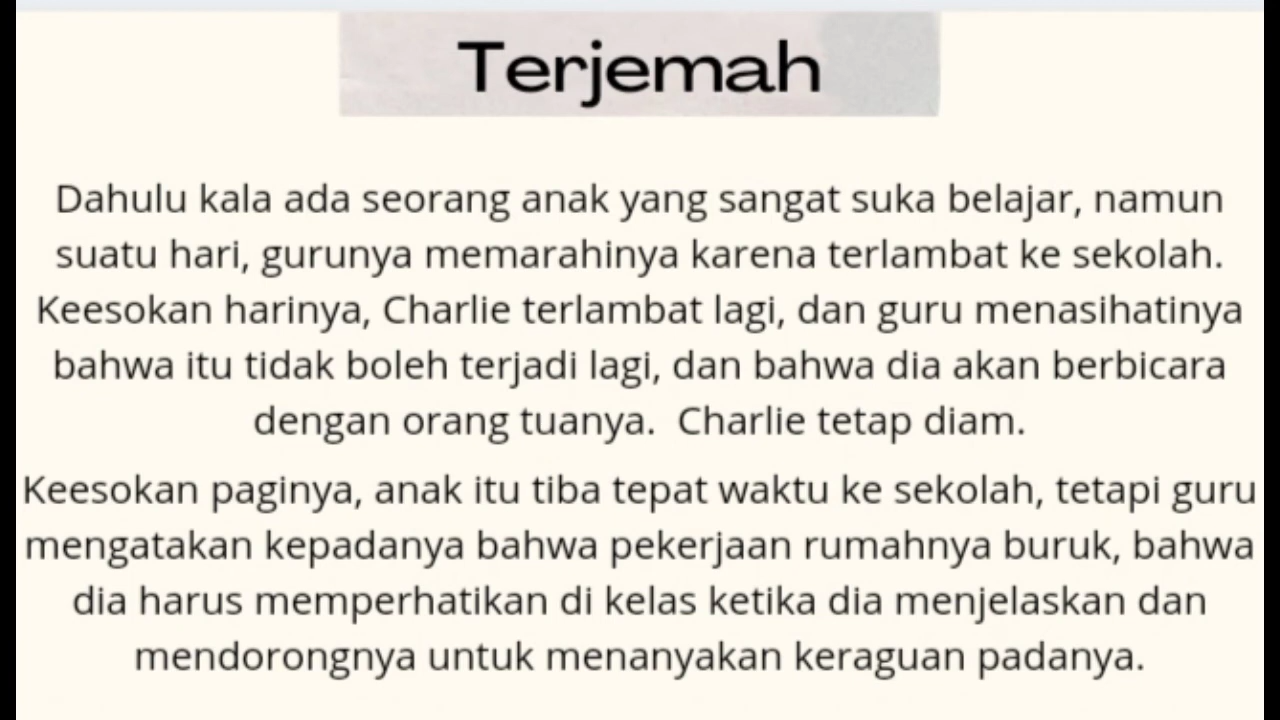 Terjemah
Dahulu kala ada seorang anak yang sangat suka belajar, namun
suatu hari, gurunya memarahinya karena terlambat ke sekolah.
Keesokan harinya, Charlie terlambat lagi, dan guru menasihatinya
bahwa itu tidak boleh terjadi lagi, dan bahwa dia akan berbicara
dengan orang tuanya.  Charlie tetap diam.
Keesokan paginya, anak itu tiba tepat waktu ke sekolah, tetapi guru
mengatakan kepadanya bahwa pekerjaan rumahnya buruk, bahwa
dia harus memperhatikan di kelas ketika dia menjelaskan dan
mendorongnya untuk menanyakan keraguan padanya.